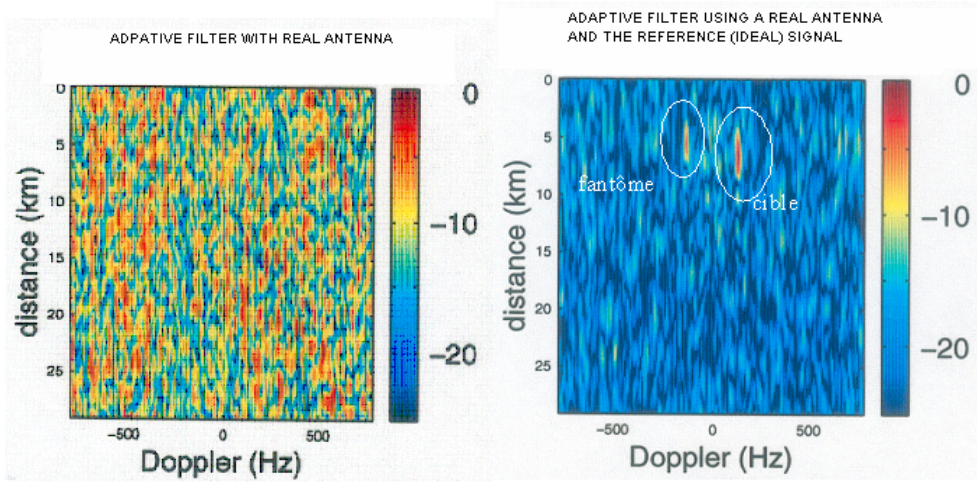 ADPATIVE FILTER WITH REAL ANTENNA
0
5
10
15
20
25
distance (km)
−500
0
500
Doppler (Hz)
0
−10
−20
ADAPTIVE FILTER USING A REAL ANTENNA
AND THE REFERENCE (IDEAL) SIGNAL
0
5
10
15
20
25
distance (km)
fantôme
cible
−500
0
500
Doppler (Hz)
0
−10
−20